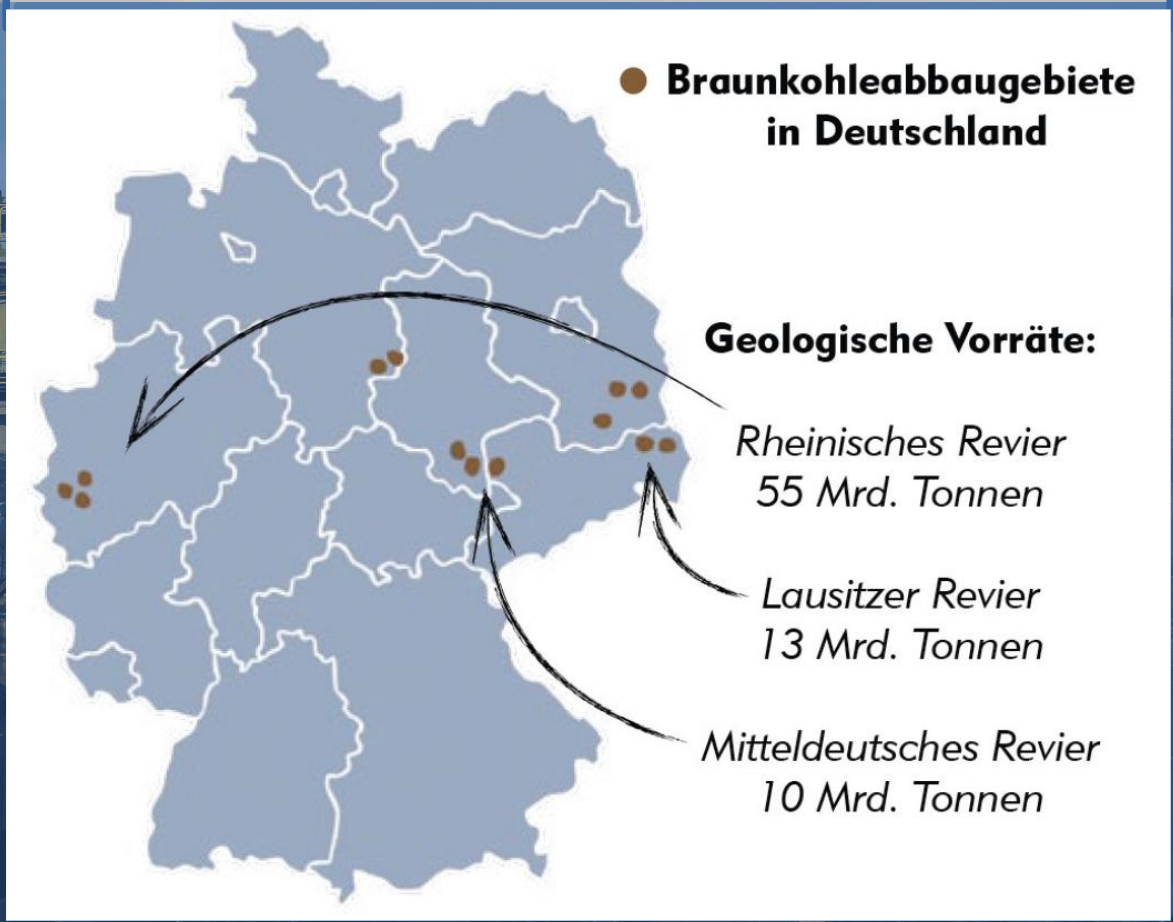 Braunkohleabbaugebiete
in Deutschland
Geologische Vorräte:
Rheinisches Revier
55 Mrd. Tonnen
Lausitzer Revier
13 Mrd. Tonnen
Mitteldeutsches Revier
10 Mrd. Tonnen